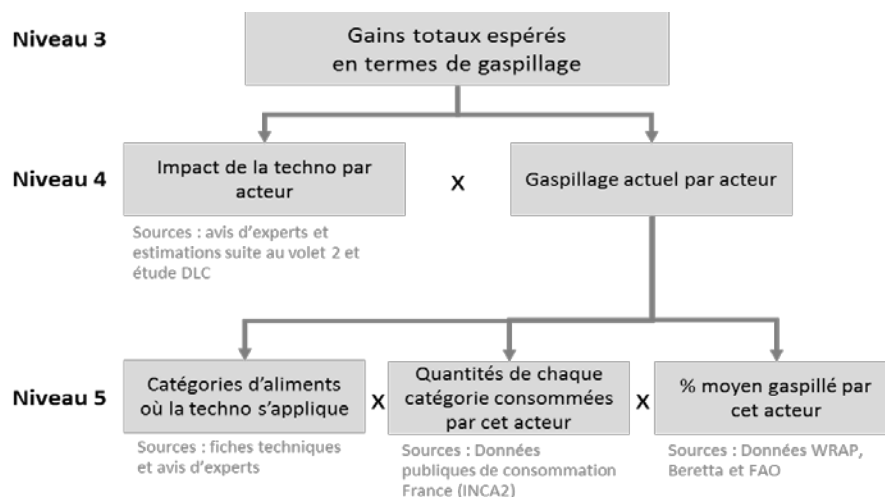 Niveau 3
Gains totaux espérés
en termes de gaspillage
Niveau 4
Impact de la techno par
acteur
x
Gaspillage actuel par acteur
Sources : avis d'experts et
estimations suite au volet 2 et
étude DLC
Niveau 5
Catégories d'aliments
où la techno s'applique
x
Quantités de chaque
catégorie consommées
par cet acteur
x
% moyen gaspillé par
cet acteur
Sources : fiches techniques
et avis d'experts
Sources : Données
publiques de consommation
France (INCA2)
Sources : Données WRAP,
Beretta et FAO